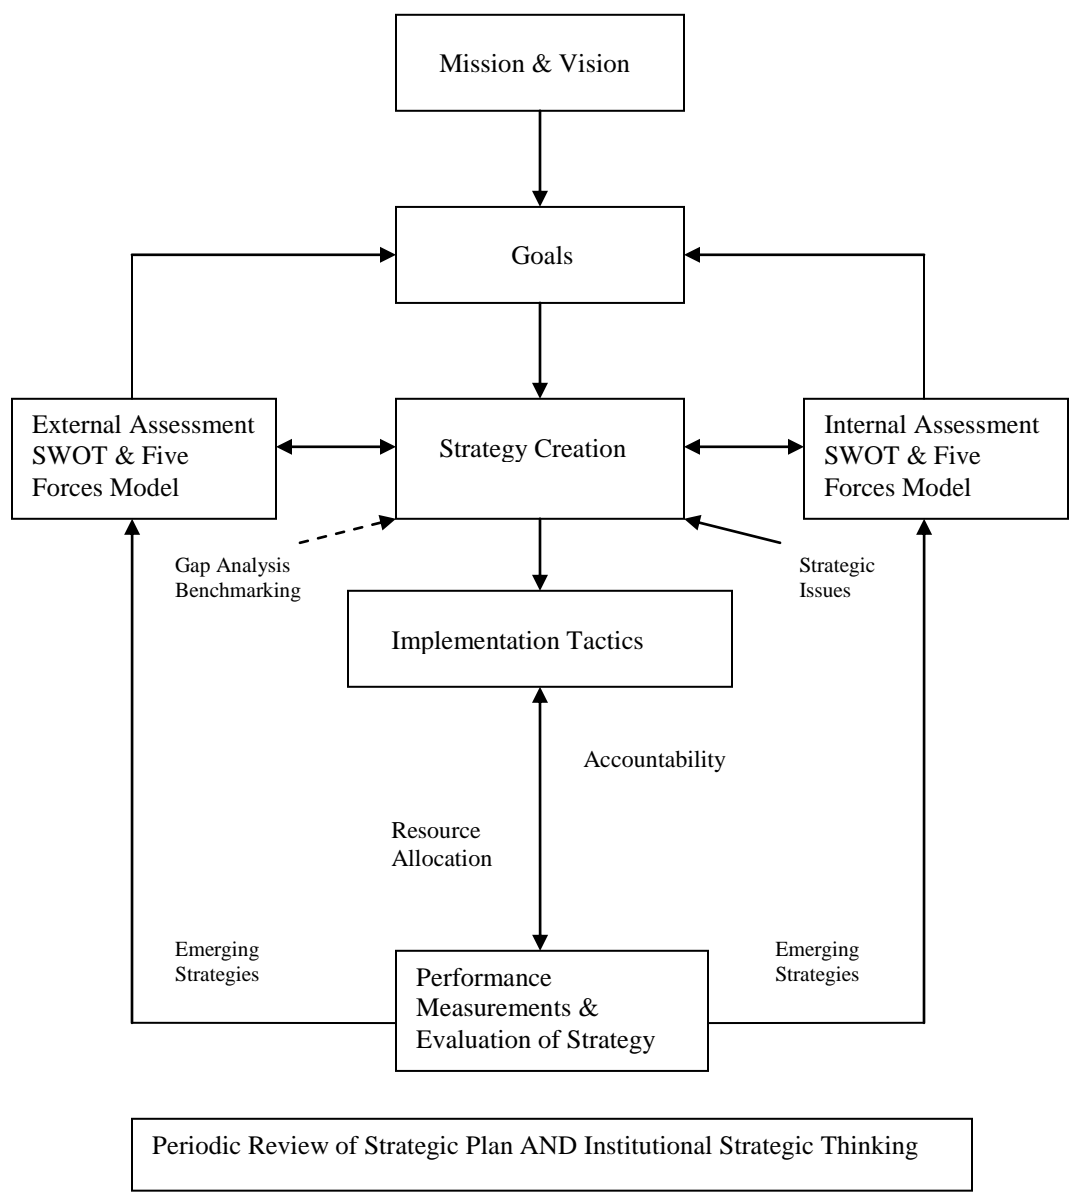 Mission & Vision
Goals
External Assessment
SWOT & Five
Forces Model
Strategy Creation
Internal Assessment
SWOT & Five
Forces Model
Gap Analysis
Benchmarking
Strategic
Issues
Implementation Tactics
Accountability
Resource
Allocation
Emerging
Strategies
Emerging
Strategies
Performance
Measurements &
Evaluation of Strategy
Periodic Review of Strategic Plan AND Institutional Strategic Thinking